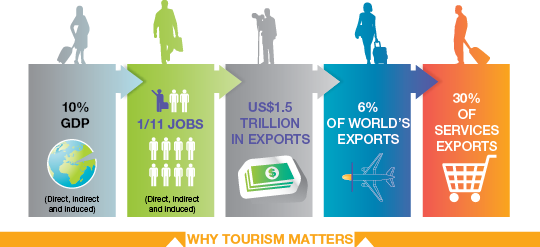 10%
GDP
(Direct, indirect
and induced)
1/11 JOBS
(Direct, indirect
and induced)
US$1.5
TRILLION
IN EXPORTS
$
6%
OF WORLD'S
EXPORTS
30%
OF
SERVICES
EXPORTS
WHY TOURISM MATTERS